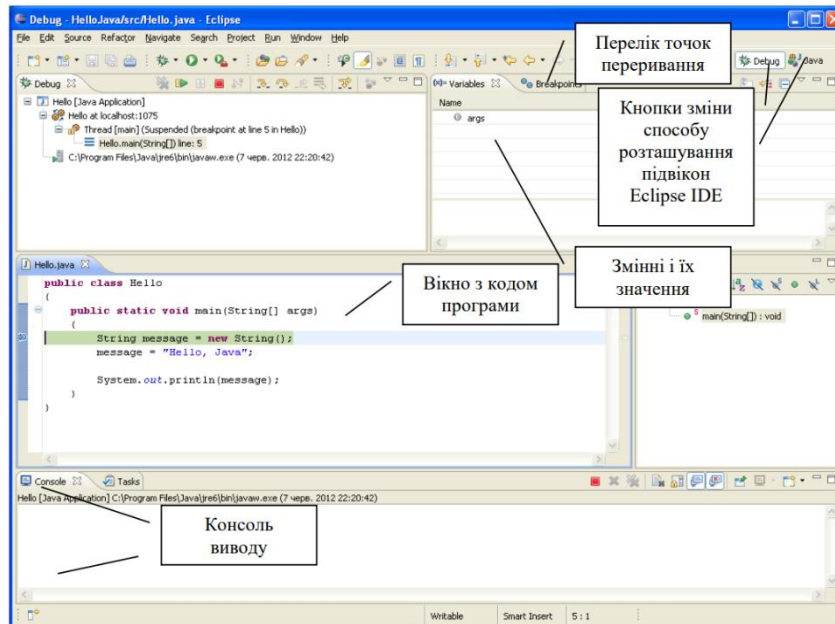 Debug - HelloJava/src/Hello.java - Eclipse
File Edit Source Refactor Navigate Search Project Run Window Help
Перелік точок
переривання
Debug
Java
Debug
Variables
Breakpoints
Hello [Java Application]
Hello at localhost:1075
Thread [main] (Suspended (breakpoint at line 5 in Hello))
Hello.main(String[]) line: 5
C:\Program Files\Java\jre6\bin\javaw.exe (7 черв. 2012 22:20:42)
Name
args
Кнопки зміни
способу
розташування
підвікон
Eclipse IDE
Hello.java
Вікно з кодом
програми
Змінні і їх
значення
public class Hello
{
public static void main(String[] args)
{
String message = new String();
message = "Hello, Java";
System.out.println(message);
}
}
main(String[]) : void
Console
Tasks
Hello [Java Application] C:\Program Files\Java\jre6\bin\javaw.exe (7 черв. 2012 22:20:42)
Консоль
виводу
Writable
Smart Insert
5 : 1